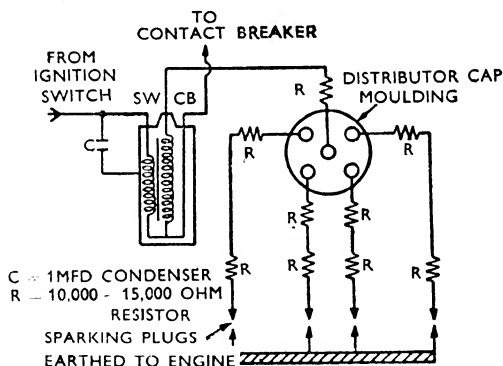 TO
CONTACT BREAKER
FROM
IGNITION
SWITCH
SW
CB
R
DISTRIBUTOR CAP
MOULDING
C
R
R
R
R
R
R
R
R
C - 1MFD CONDENSER
R - 10,000 - 15,000 OHM
RESISTOR
SPARKING PLUGS
EARTHED TO ENGINE